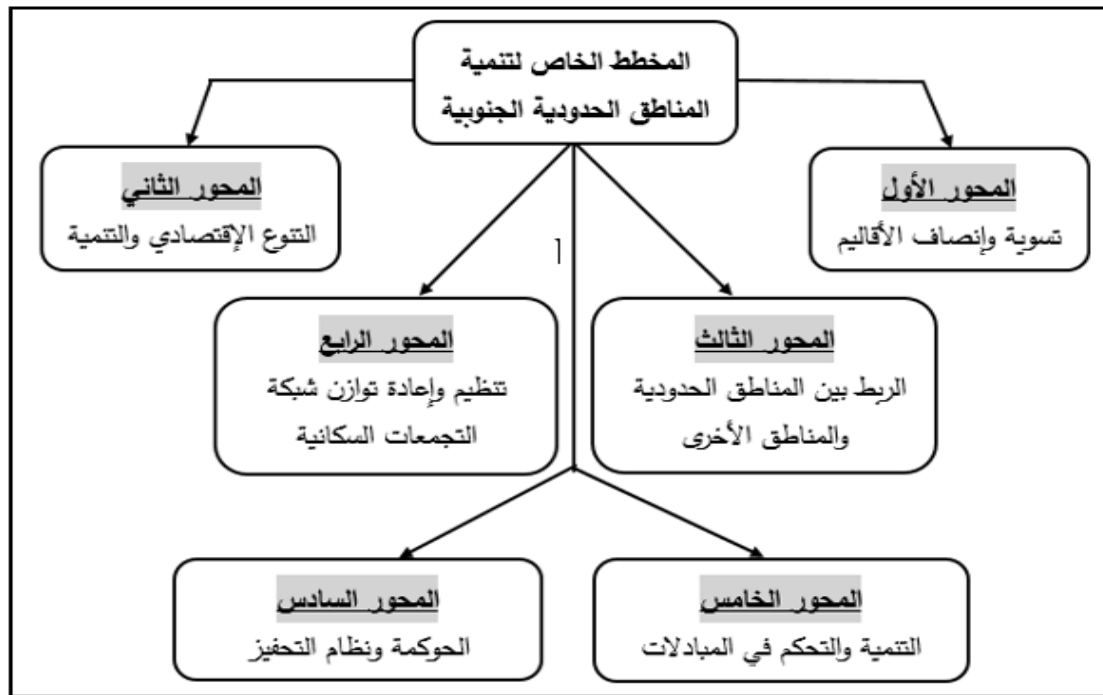 المخطط الخاص لتنمية
المناطق الحدودية الجنوبية
المحور الأول
تسوية وإنصاف الأقاليم
المحور الثاني
التنوع الإقتصادي والتنمية
أ
المحور الثالث
الربط بين المناطق الحدودية
والمناطق الأخرى
المحور الرابع
تنظيم وإعادة توازن شبكة
التجمعات السكانية
المحور الخامس
التنمية والتحكم في المبادلات
المحور السادس
الحوكمة ونظام التحفيز